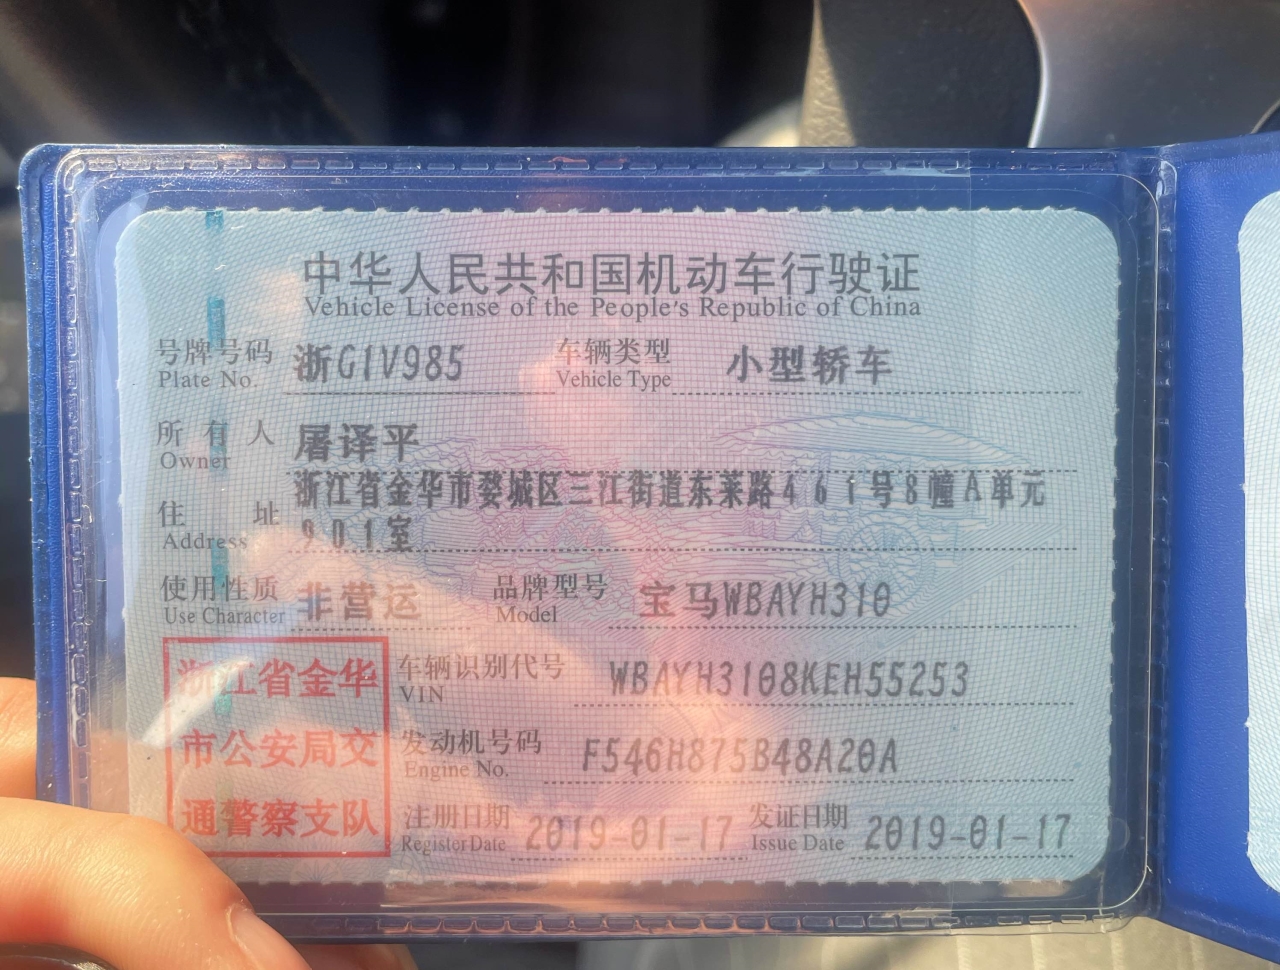 中华人民共和国机动车行驶证
Vehicle License of the People's Republic of China
号牌号码 浙G1V985 车辆类型 小型轿车
Plate No. Vehicle Type
所有人 屠译平
Owner
浙江省金华市婺城区三江街道东莱路461号8幢A单元
住址 901室
Address
使用性质 非营运 品牌型号 宝马WBAYH310
Use Character Model
浙江省金华 车辆识别代号 WBAYH3108KEH55253
VIN
市公安局交 发动机号码 F546H875B48A20A
Engine No.
通警察支队 注册日期 2019-01-17 发证日期 2019-01-17
Register Date Issue Date